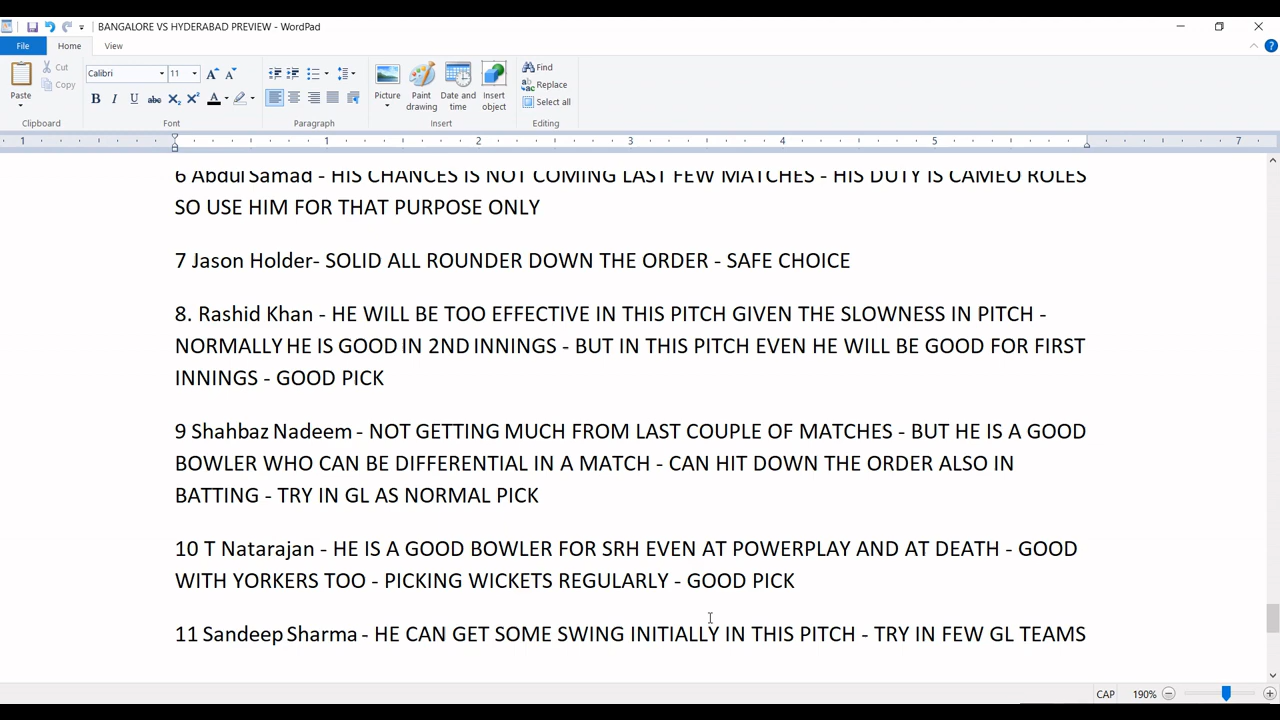 BANGALORE VS HYDERABAD PREVIEW - WordPad
File Home View
Paste
Cut
Copy
Clipboard
Calibri 11
Font
Paragraph
Picture
Paint drawing
Date and time
Insert object
Insert
Find
Replace
Select all
Editing
1 1 2 3 4 5 7
6 Abdul Samad - HIS CHANCES IS NOT COMING LAST FEW MATCHES - HIS DUTY IS CAMEO ROLES
SO USE HIM FOR THAT PURPOSE ONLY
7 Jason Holder- SOLID ALL ROUNDER DOWN THE ORDER - SAFE CHOICE
8. Rashid Khan - HE WILL BE TOO EFFECTIVE IN THIS PITCH GIVEN THE SLOWNESS IN PITCH -
NORMALLY HE IS GOOD IN 2ND INNINGS - BUT IN THIS PITCH EVEN HE WILL BE GOOD FOR FIRST
INNINGS - GOOD PICK
9 Shahbaz Nadeem - NOT GETTING MUCH FROM LAST COUPLE OF MATCHES - BUT HE IS A GOOD
BOWLER WHO CAN BE DIFFERENTIAL IN A MATCH - CAN HIT DOWN THE ORDER ALSO IN
BATTING - TRY IN GL AS NORMAL PICK
10 T Natarajan - HE IS A GOOD BOWLER FOR SRH EVEN AT POWERPLAY AND AT DEATH - GOOD
WITH YORKERS TOO - PICKING WICKETS REGULARLY - GOOD PICK
11 Sandeep Sharma - HE CAN GET SOME SWING INITIALLY IN THIS PITCH - TRY IN FEW GL TEAMS
CAP 190%